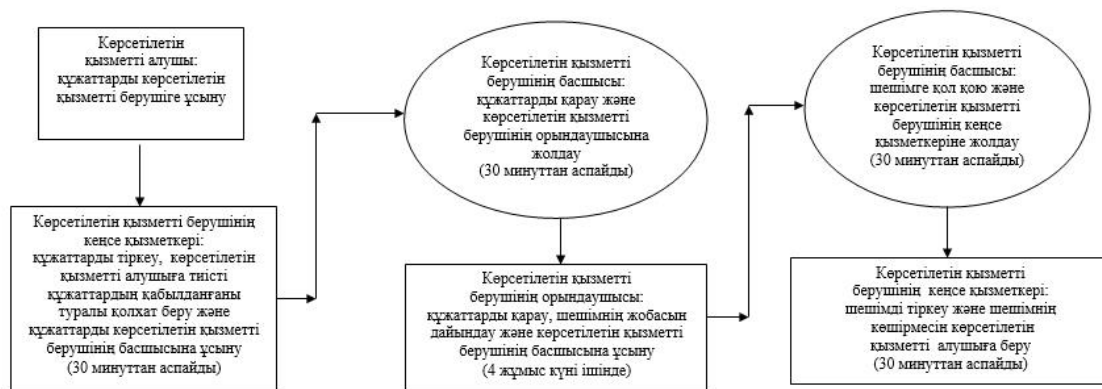 Көрсетілетін
қызметті алушы:
құжаттарды көрсетілетін
қызметті берушіге ұсыну
Көрсетілетін қызметті берушінің
кеңсе қызметкері:
құжаттарды тіркеу, көрсетілетін
қызметті алушыға тиісті
құжаттардың қабылданғаны
туралы қолхат беру және
құжаттарды көрсетілетін қызметті
берушінің басшысына ұсыну
(30 минуттан аспайды)
Көрсетілетін қызметті
берушінің басшысы:
құжаттарды қарау және
көрсетілетін қызметті
берушінің орындаушысына
жолдау
(30 минуттан аспайды)
Көрсетілетін қызметті
берушінің орындаушысы:
құжаттарды қарау, шешімнің жобасын
дайындау және көрсетілетін қызметті
берушінің басшысына ұсыну
(4 жұмыс күні ішінде)
Көрсетілетін қызметті
берушінің басшысы:
шешімге қол қою және
көрсетілетін қызметті
берушінің кеңсе
қызметкеріне жолдау
(30 минуттан аспайды)
Көрсетілетін қызметті
берушінің кеңсе қызметкері:
шешімді тіркеу және шешімнің
көшірмесін көрсетілетін
қызметті алушыға беру
(30 минуттан аспайды)